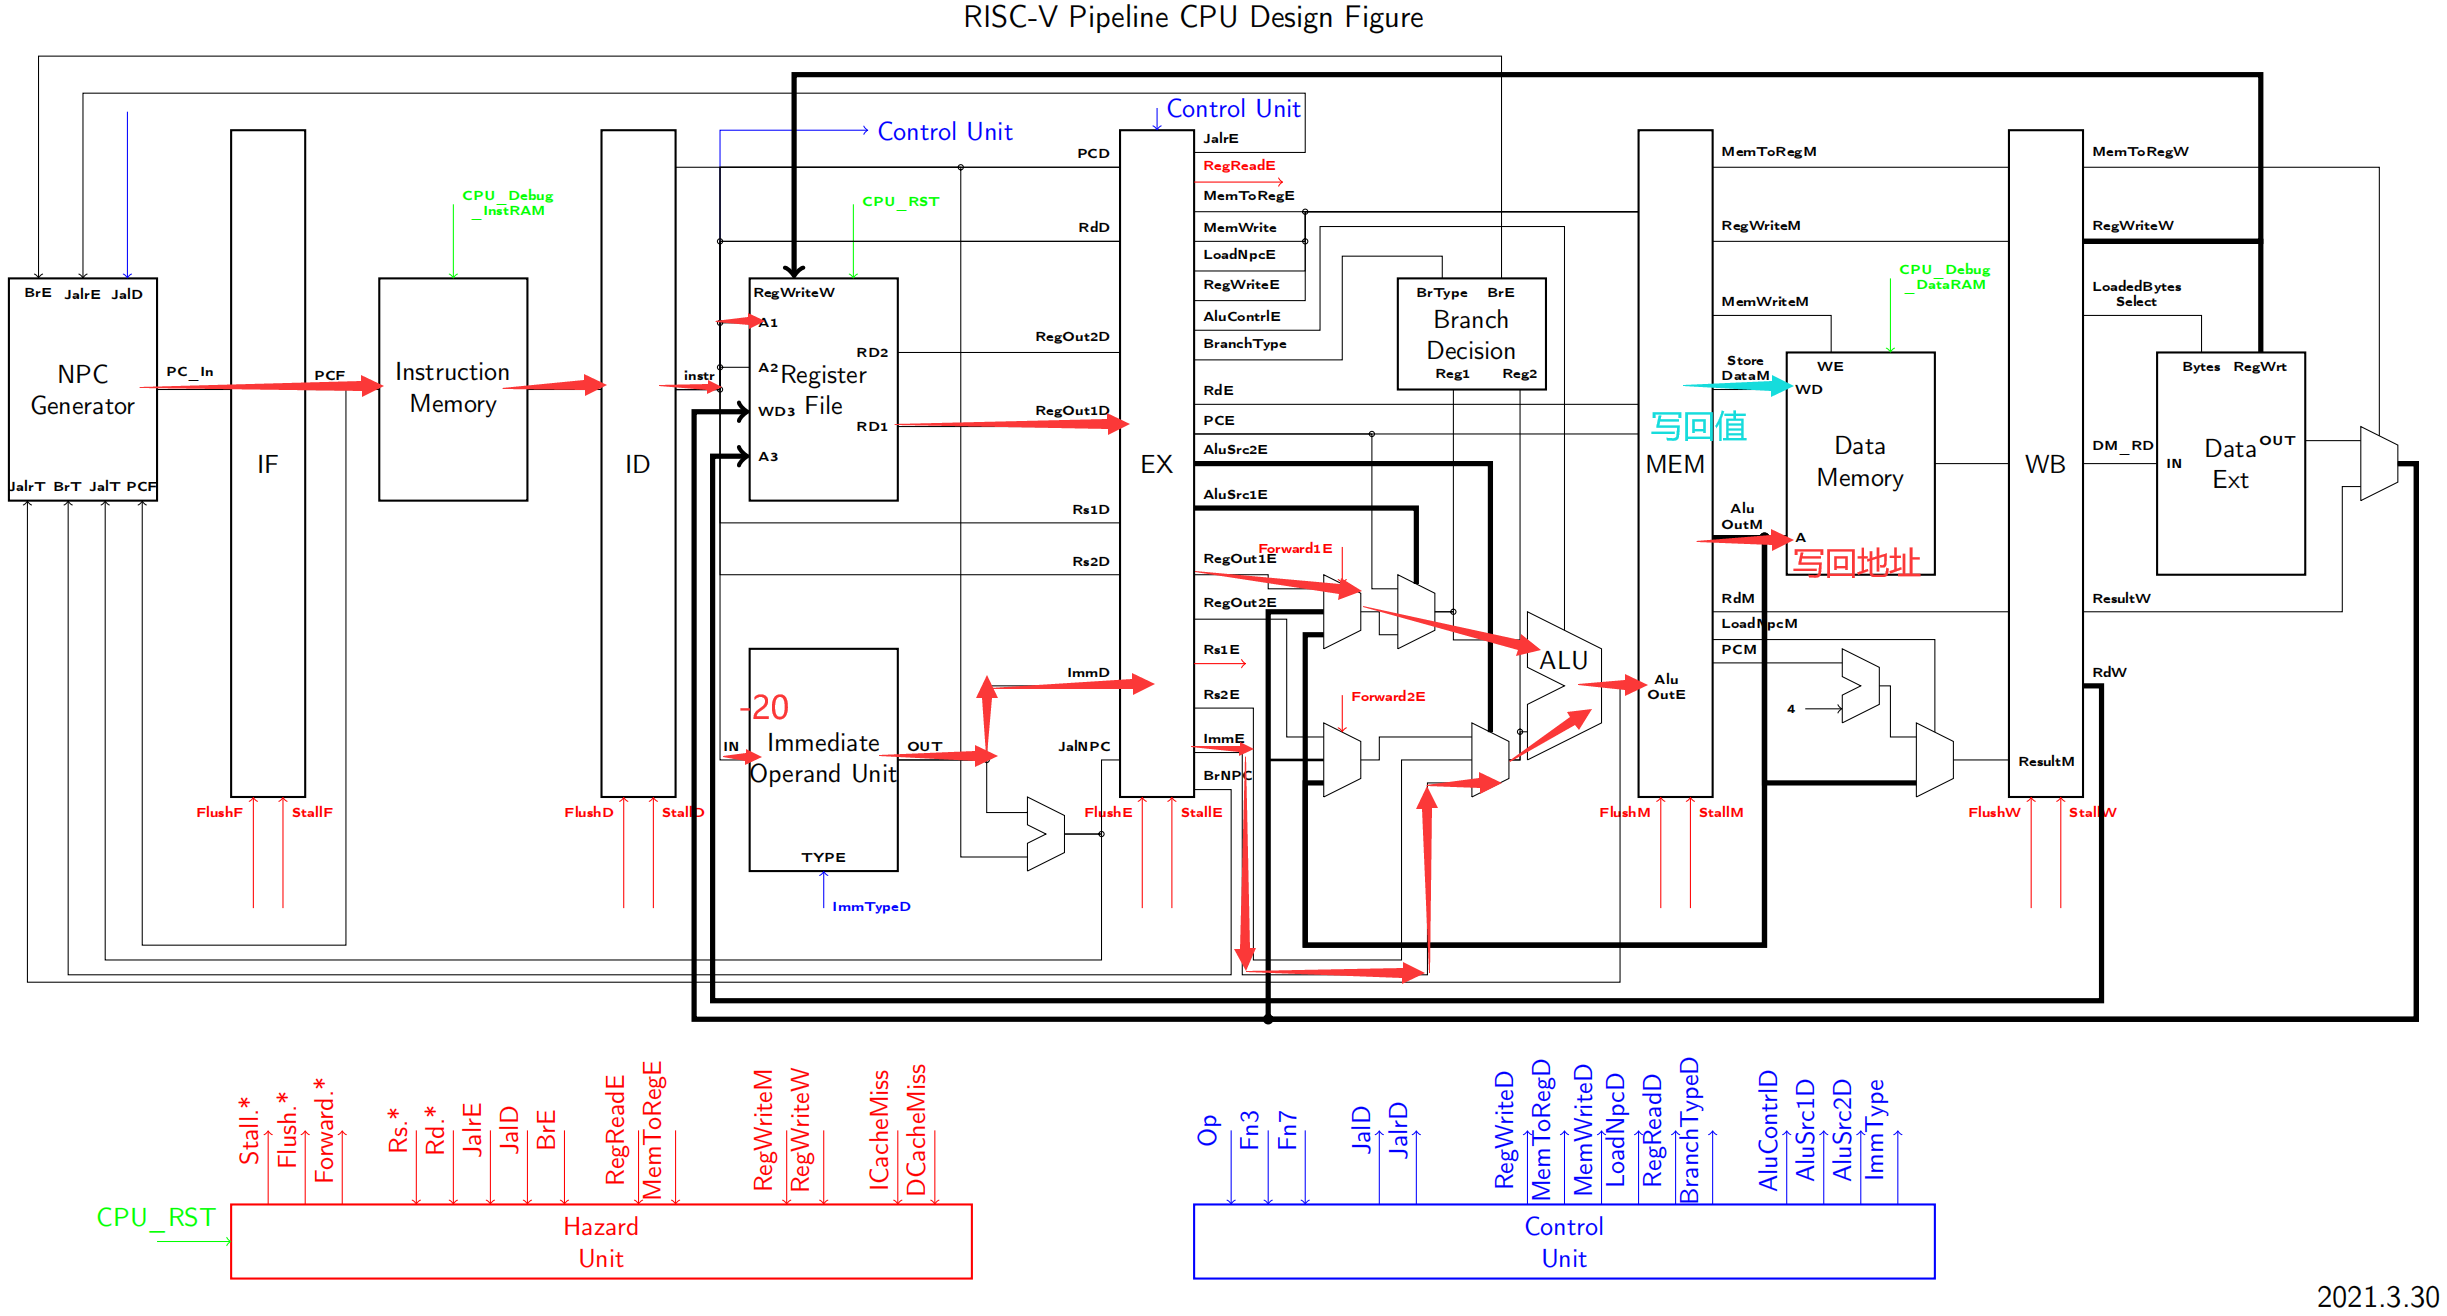 RISC-V Pipeline CPU Design Figure
Control Unit
Control Unit
BrE JalrE JalD
NPC
Generator
JalrT BrT JalT PCF
PC_In
IF
PCF
FlushF
StallF
CPU_Debug
_InstRAM
Instruction
Memory
ID
FlushD
StallD
instr
CPU_RST
RegWriteW
A1
A2
WD3
A3
Register
File
RD2
RD1
-20
IN
Immediate
Operand Unit
OUT
TYPE
ImmTypeD
PCD
RdD
RegOut2D
RegOut1D
Rs1D
Rs2D
ImmD
JalNPC
EX
FlushE
StallE
JalrE
RegReadE
MemToRegE
MemWrite
LoadNpcE
RegWriteE
AluContrlE
BranchType
RdE
PCE
AluSrc2E
AluSrc1E
RegOut1E
RegOut2E
Rs1E
Rs2E
ImmE
BrNPC
Forward1E
Forward2E
BrType BrE
Branch
Decision
Reg1 Reg2
ALU
MEM
Alu
OutE
FlushM
StallM
MemToRegM
RegWriteM
MemWriteM
Store
DataM
写回值
Alu
OutM
写回地址
RdM
LoadNpcM
PCM
4
CPU_Debug
_DataRAM
WE
WD
A
Data
Memory
WB
ResultM
FlushW
StallW
MemToRegW
RegWriteW
LoadedBytes
Select
DM_RD
ResultW
RdW
Bytes RegWrt
IN
Data
Ext
OUT
Stall.*
Flush.*
Forward.*
Rs.*
Rd.*
JalrE
JalD
BrE
RegReadE
MemToRegE
RegWriteM
RegWriteW
ICacheMiss
DCacheMiss
CPU_RST
Hazard
Unit
Op
Fn3
Fn7
JalD
JalrD
RegWriteD
MemToRegD
MemWriteD
LoadNpcD
RegReadD
BranchTypeD
AluContrlD
AluSrc1D
AluSrc2D
ImmType
Control
Unit
2021.3.30